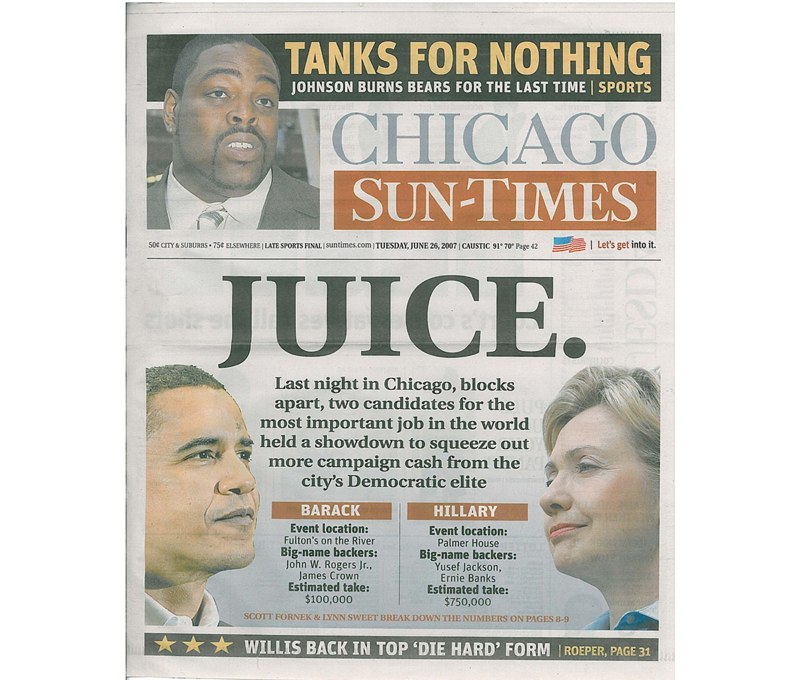 TANKS FOR NOTHING
JOHNSON BURNS BEARS FOR THE LAST TIME | SPORTS
CHICAGO
SUN-TIMES
50¢ CITY & SUBURBS • 75¢ ELSEWHERE | LATE SPORTS FINAL | suntimes.com | TUESDAY, JUNE 26, 2007 | CAUSTIC 91° 70° Page 42
| Let's get into it.
JUICE.
Last night in Chicago, blocks
apart, two candidates for the
most important job in the world
held a showdown to squeeze out
more campaign cash from the
city's Democratic elite
BARACK
Event location:
Fulton's on the River
Big-name backers:
John W. Rogers Jr.,
James Crown
Estimated take:
$100,000
HILLARY
Event location:
Palmer House
Big-name backers:
Yusef Jackson,
Ernie Banks
Estimated take:
$750,000
SCOTT FORNEK & LYNN SWEET BREAK DOWN THE NUMBERS ON PAGES 8-9
WILLIS BACK IN TOP 'DIE HARD' FORM | ROEPER, PAGE 31